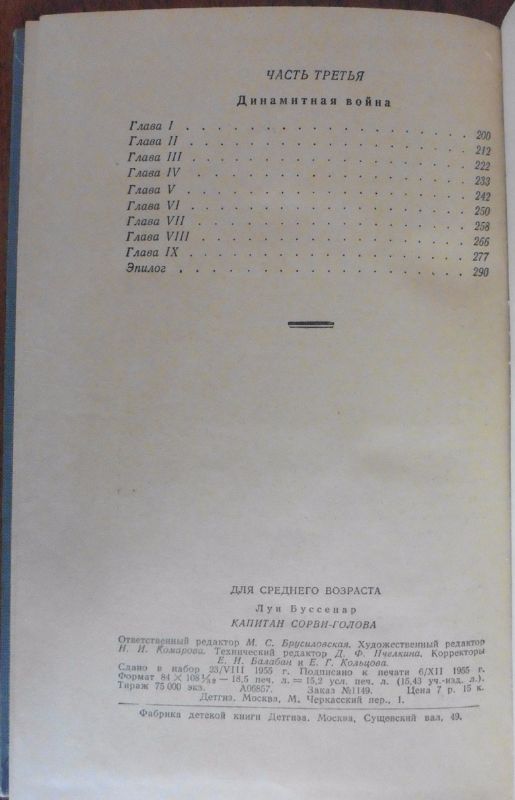 ЧАСТЬ ТРЕТЬЯ
Динамитная война
Глава I . . . . . . . . . . . . . . . . . 200
Глава II . . . . . . . . . . . . . . . . . 212
Глава III . . . . . . . . . . . . . . . . . 222
Глава IV . . . . . . . . . . . . . . . . . 233
Глава V . . . . . . . . . . . . . . . . . 242
Глава VI . . . . . . . . . . . . . . . . . 250
Глава VII . . . . . . . . . . . . . . . . . 258
Глава VIII . . . . . . . . . . . . . . . . . 266
Глава IX . . . . . . . . . . . . . . . . . 277
Эпилог . . . . . . . . . . . . . . . . . 290
ДЛЯ СРЕДНЕГО ВОЗРАСТА
Луи Буссенар
КАПИТАН СОРВИ-ГОЛОВА
Ответственный редактор М. С. Брусиловская. Художественный редактор
Н. И. Комарова. Технический редактор Д. Ф. Пчелкина. Корректоры
Е. И. Балабан и Е. Г. Кольцова.
Сдано в набор 23/VIII 1955 г. Подписано к печати 6/XII 1955 г.
Формат 84 × 108 1/32 — 18,5 печ. л. = 15,2 усл. печ. л. (15,43 уч.-изд. л.).
Тираж 75 000 экз. А06857. Заказ №1149. Цена 7 р. 15 к.
Детгиз. Москва, М. Черкасский пер., 1.
Фабрика детской книги Детгиза. Москва, Сущевский вал, 49.